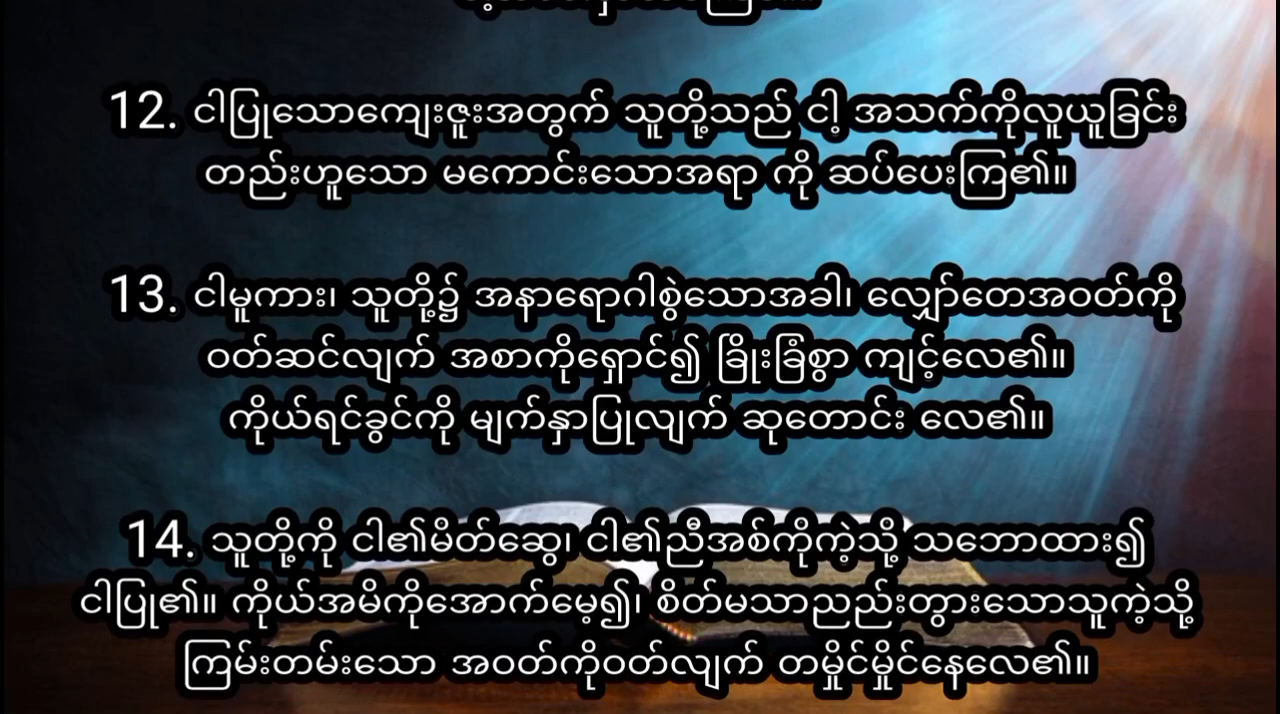 12. ငါပြုသောကျေးဇူးအတွက် သူတို့သည် ငါ့ အသက်ကိုလူယူခြင်း
တည်းဟူသော မကောင်းသောအရာ ကို ဆပ်ပေးကြ၏။
13. ငါမူကား၊ သူတို့၌ အနာရောဂါစွဲသောအခါ၊ လျှော်တေအဝတ်ကို
ဝတ်ဆင်လျက် အစာကိုရှောင်၍ ခြိုးခြံစွာ ကျင့်လေ၏။
ကိုယ်ရင်ခွင်ကို မျက်နှာပြုလျက် ဆုတောင်း လေ၏။
14. သူတို့ကို ငါ၏မိတ်ဆွေ၊ ငါ၏ညီအစ်ကိုကဲ့သို့ သဘောထား၍
ငါပြု၏။ ကိုယ်အမိကိုအောက်မေ့၍၊ စိတ်မသာညည်းတွားသောသူကဲ့သို့
ကြမ်းတမ်းသော အဝတ်ကိုဝတ်လျက် တမှိုင်မှိုင်နေလေ၏။